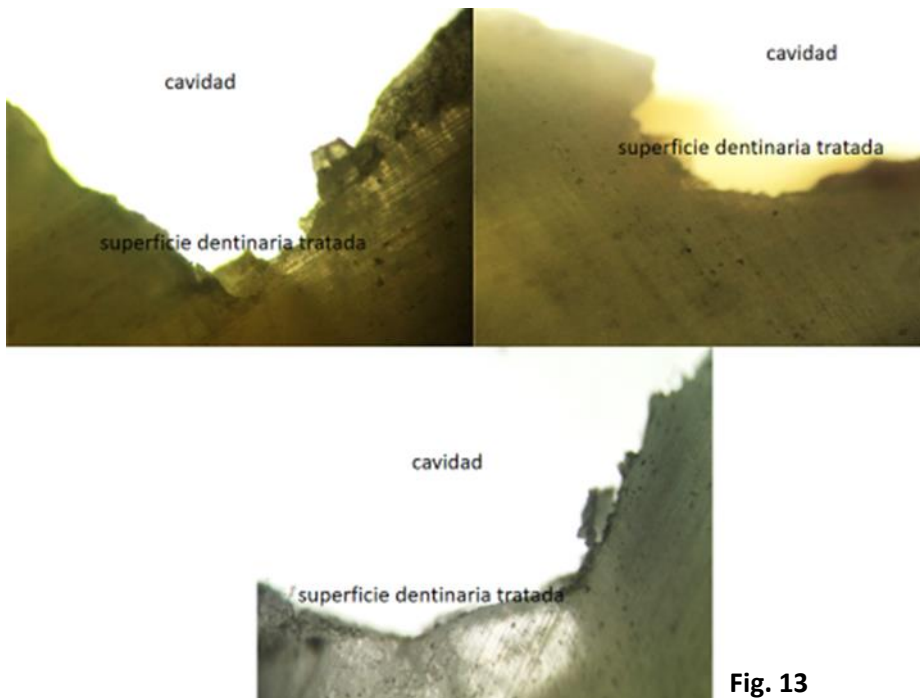 cavidad
superficie dentinaria tratada
cavidad
superficie dentinaria tratada
cavidad
superficie dentinaria tratada
Fig. 13